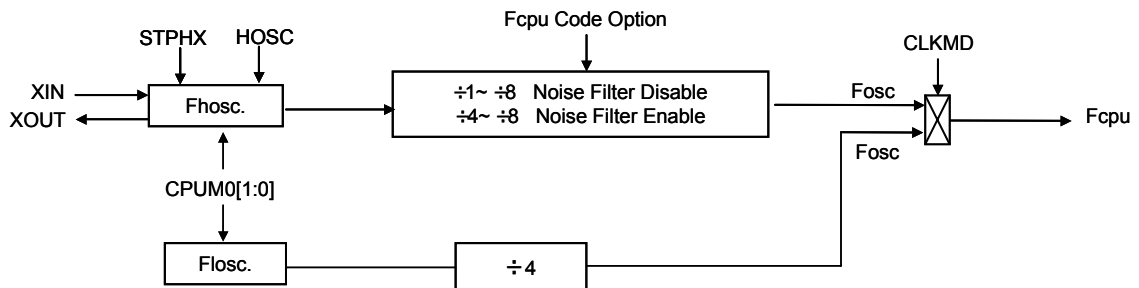 Fcpu Code Option
STPHX
HOSC
CLKMD
XIN
XOUT
Fhosc.
÷1~ ÷8 Noise Filter Disable
÷4~ ÷8 Noise Filter Enable
Fosc
Fosc
Fcpu
CPUM0[1:0]
Flosc.
÷4